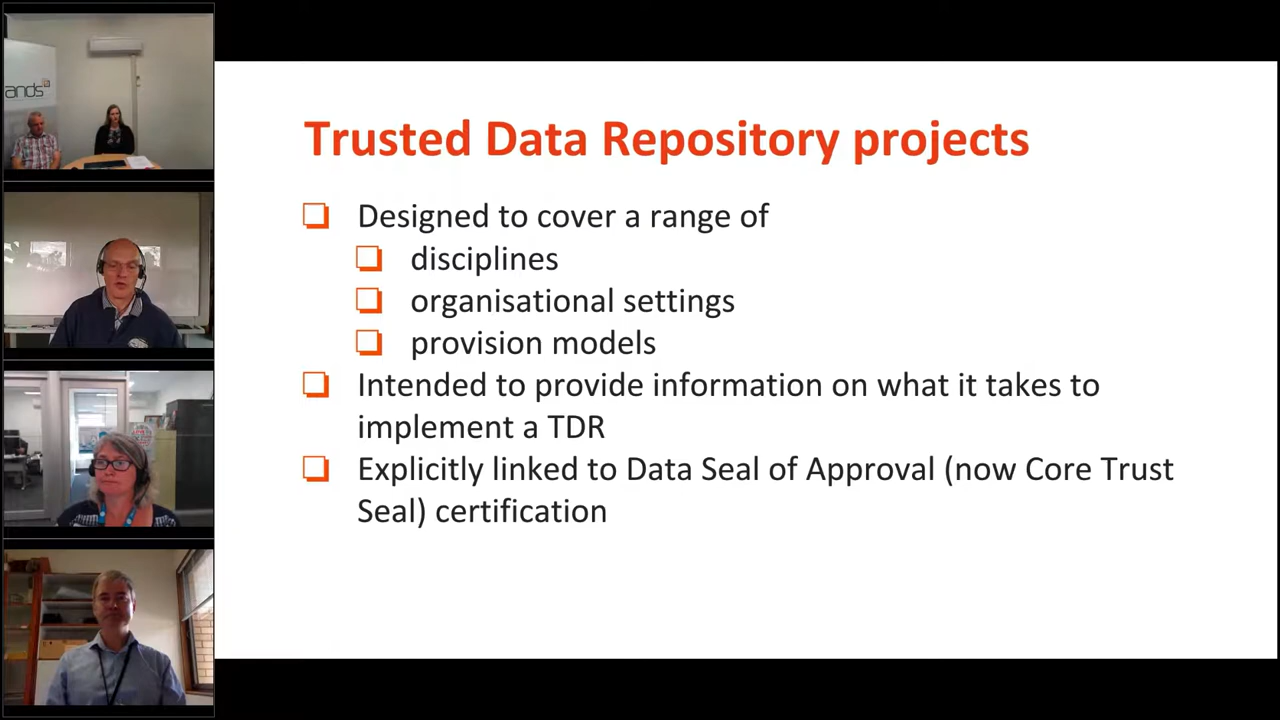 ands
Trusted Data Repository projects
Designed to cover a range of
disciplines
organisational settings
provision models
Intended to provide information on what it takes to
implement a TDR
Explicitly linked to Data Seal of Approval (now Core Trust
Seal) certification